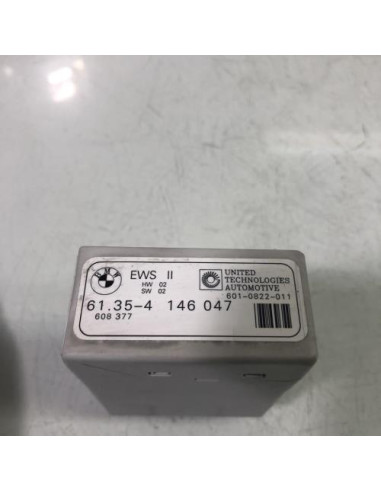 BMW
EWS II
HW 02
SW 02
UNITED
TECHNOLOGIES
AUTOMOTIVE
601-0822-011
61.35-4 146 047
608 377